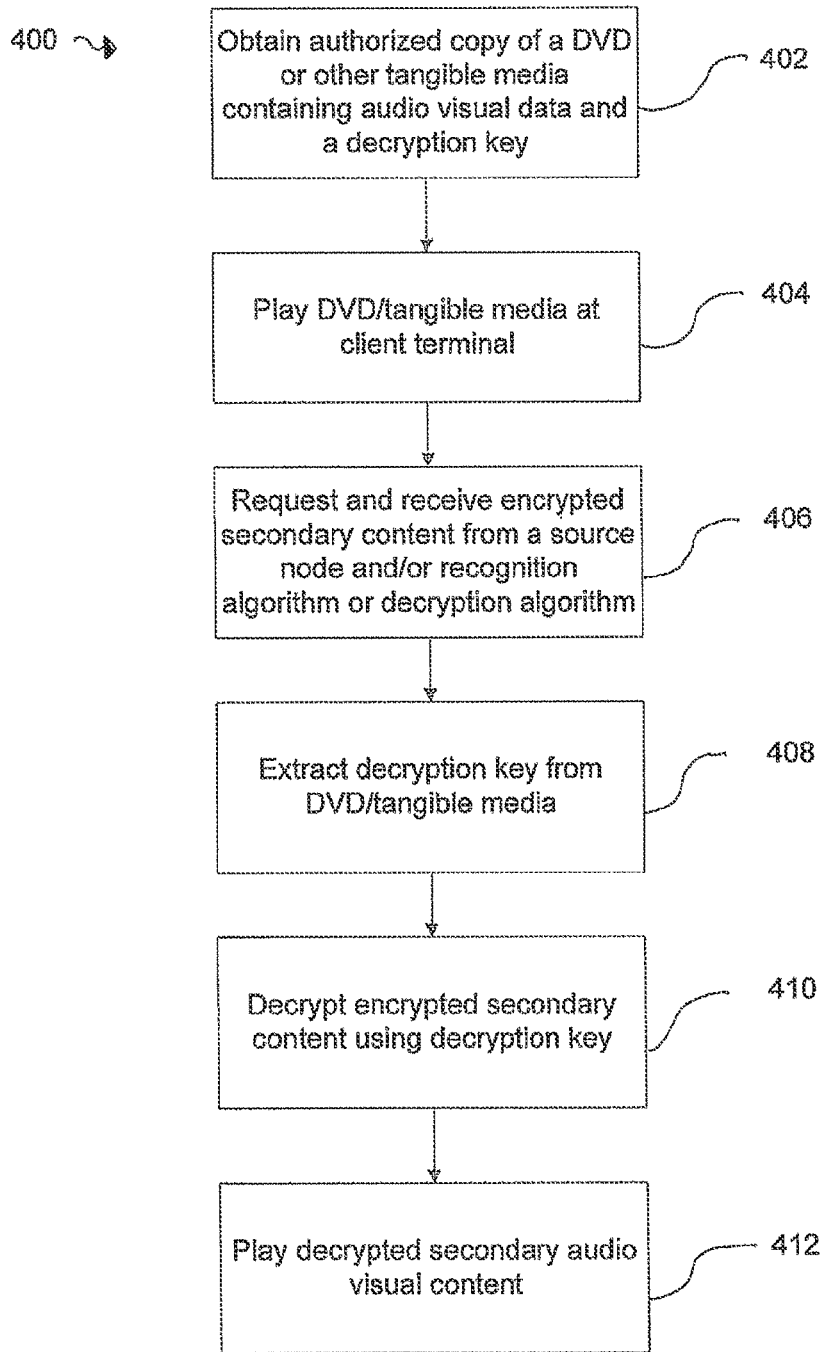 400
Obtain authorized copy of a DVD
or other tangible media
containing audio visual data and
a decryption key
402
Play DVD/tangible media at
client terminal
404
Request and receive encrypted
secondary content from a source
node and/or recognition
algorithm or decryption algorithm
406
Extract decryption key from
DVD/tangible media
408
Decrypt encrypted secondary
content using decryption key
410
Play decrypted secondary audio
visual content
412